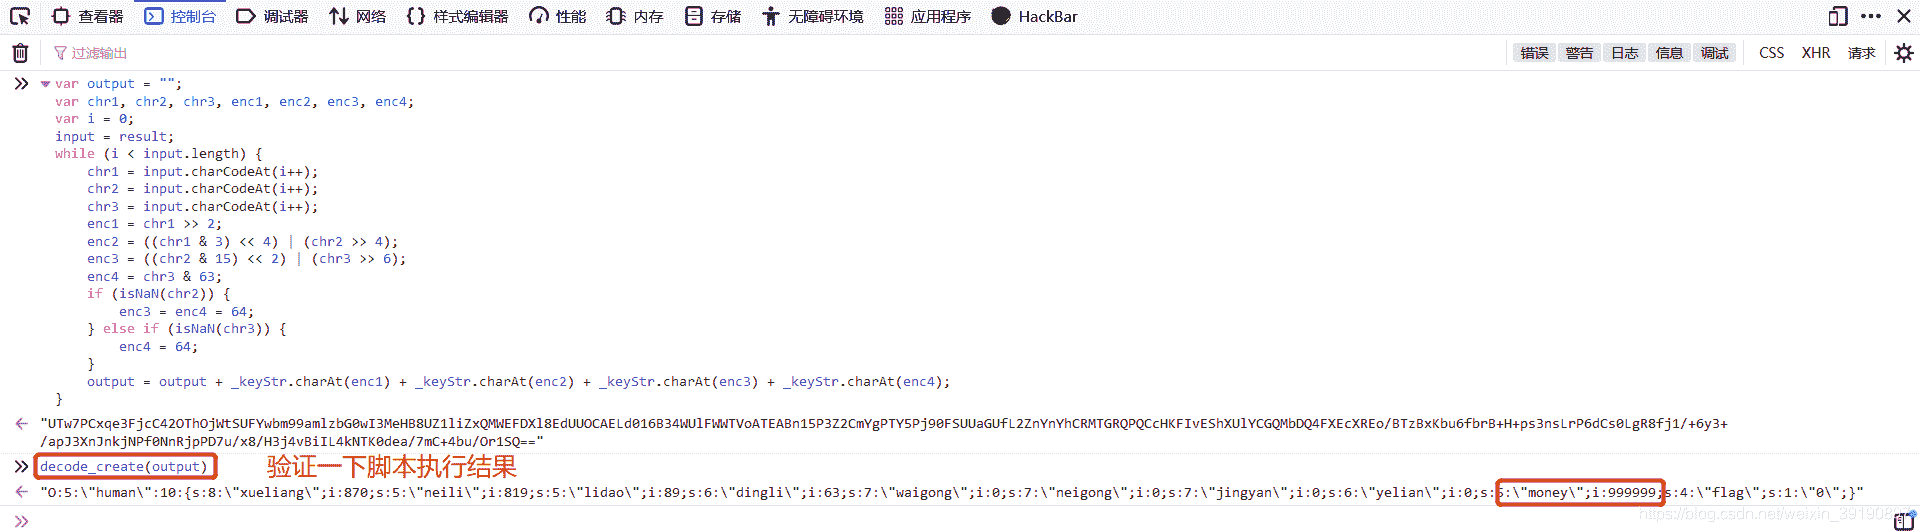 查看器 控制台 调试器 网络 样式编辑器 性能 内存 存储 无障碍环境 应用程序 HackBar
过滤输出 错误 警告 日志 信息 调试 CSS XHR 请求
var output = "";
var chr1, chr2, chr3, enc1, enc2, enc3, enc4;
var i = 0;
input = result;
while (i < input.length) {
chr1 = input.charCodeAt(i++);
chr2 = input.charCodeAt(i++);
chr3 = input.charCodeAt(i++);
enc1 = chr1 >> 2;
enc2 = ((chr1 & 3) << 4) | (chr2 >> 4);
enc3 = ((chr2 & 15) << 2) | (chr3 >> 6);
enc4 = chr3 & 63;
if (isNaN(chr2)) {
enc3 = enc4 = 64;
} else if (isNaN(chr3)) {
enc4 = 64;
}
output = output + _keyStr.charAt(enc1) + _keyStr.charAt(enc2) + _keyStr.charAt(enc3) + _keyStr.charAt(enc4);
}
"UTw7PCxqe3FjcC42OThOjWtSUFYwbm99amlzbG0wI3MeHB8UZ1liZxQMWEFDXl8EdUUOCAELd016B34WUlFWWTVoATEABn15P3Z2CmYgPTY5Pj90FSUUaGUfL2ZnYnYhCRMTGRQPQCcHKFIvEShXUlYCGQMbDQ4FXEcXREo/BTzBxKbu6fbrB+H+ps3nsLrP6dCs0LgR8fj1/+6y3+
/apJ3XnJnkjNPf0NnRjpPD7u/x8/H3j4vBiIL4kNTK0dea/7mC+4bu/Or1SQ=="
decode_create(output) 验证一下脚本执行结果
"O:5:\"human\":10:{s:8:\"xueliang\";i:870;s:5:\"neili\";i:819;s:5:\"lidao\";i:89;s:6:\"dingli\";i:63;s:7:\"waigong\";i:0;s:7:\"neigong\";i:0;s:7:\"jingyan\";i:0;s:6:\"yelian\";i:0;s:5:\"money\";i:999999;s:4:\"flag\";s:1:\"0\";}"